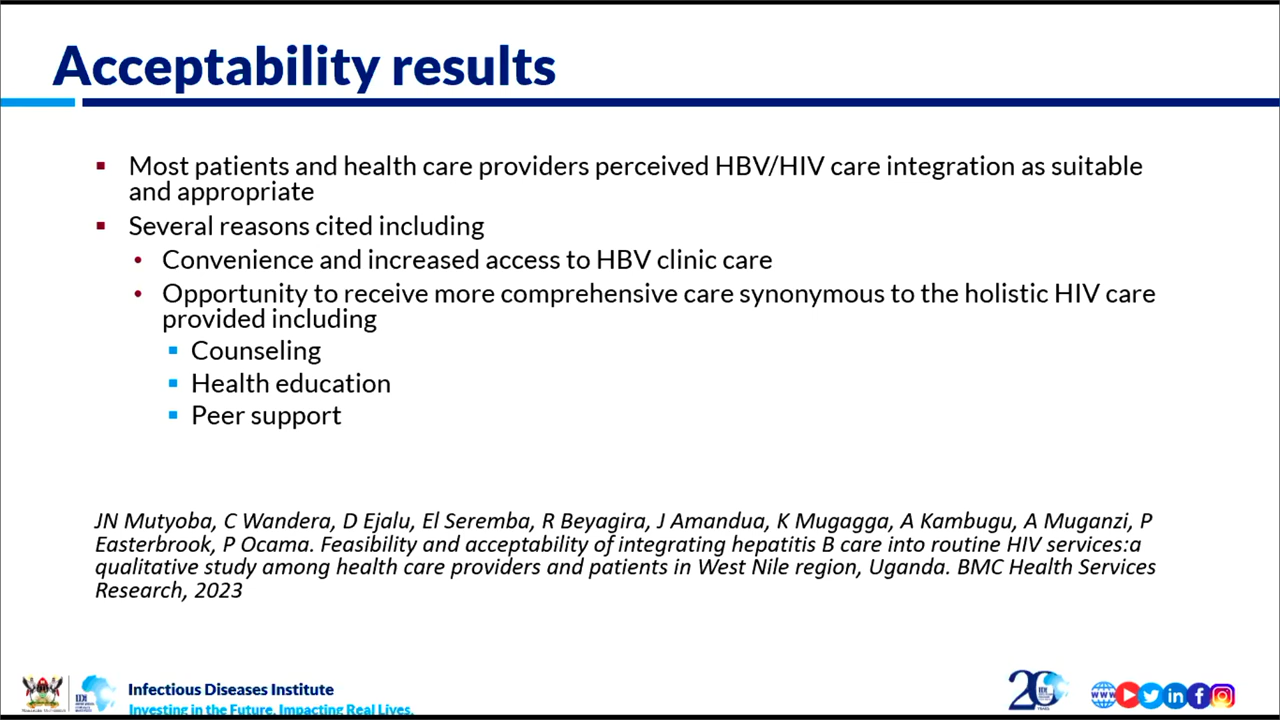 Acceptability results
Most patients and health care providers perceived HBV/HIV care integration as suitable
and appropriate
Several reasons cited including
Convenience and increased access to HBV clinic care
Opportunity to receive more comprehensive care synonymous to the holistic HIV care
provided including
Counseling
Health education
Peer support
JN Mutyoba, C Wandera, D Ejalu, El Seremba, R Beyagira, J Amandua, K Mugagga, A Kambugu, A Muganzi, P
Easterbrook, P Ocama. Feasibility and acceptability of integrating hepatitis B care into routine HIV services:a
qualitative study among health care providers and patients in West Nile region, Uganda. BMC Health Services
Research, 2023
Infectious Diseases Institute
Investing in the Future. Impacting Real Lives.
20
IDI
YEARS
WWW
in